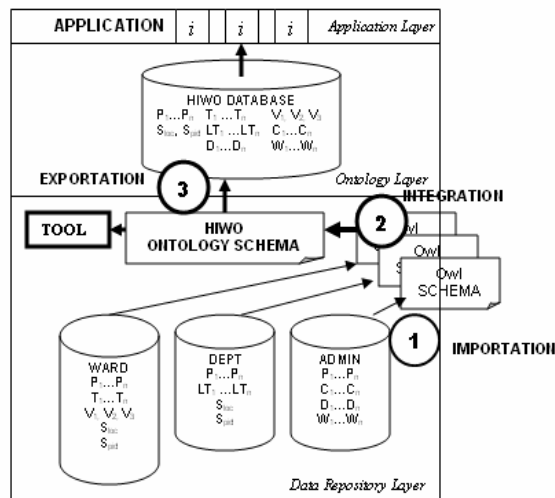 APPLICATION i i i Application Layer
HIWO DATABASE
P1...Pn T1...Tn V1, V2, V3
Sloc, Spid LT1...LTn C1...Cn
D1...Dn W1...Wn
EXPORTATION 3 Ontology Layer
INTEGRATION
TOOL HIWO
ONTOLOGY SCHEMA
2
Owl
Owl
S
Owl
SCHEMA
1 IMPORTATION
WARD
P1...Pn
T1...Tn
V1, V2, V3
Sloc
Spid
DEPT
P1...Pn
LT1...LTn
Sloc
Spid
ADMIN
P1...Pn
C1...Cn
D1...Dn
W1...Wn
Data Repository Layer